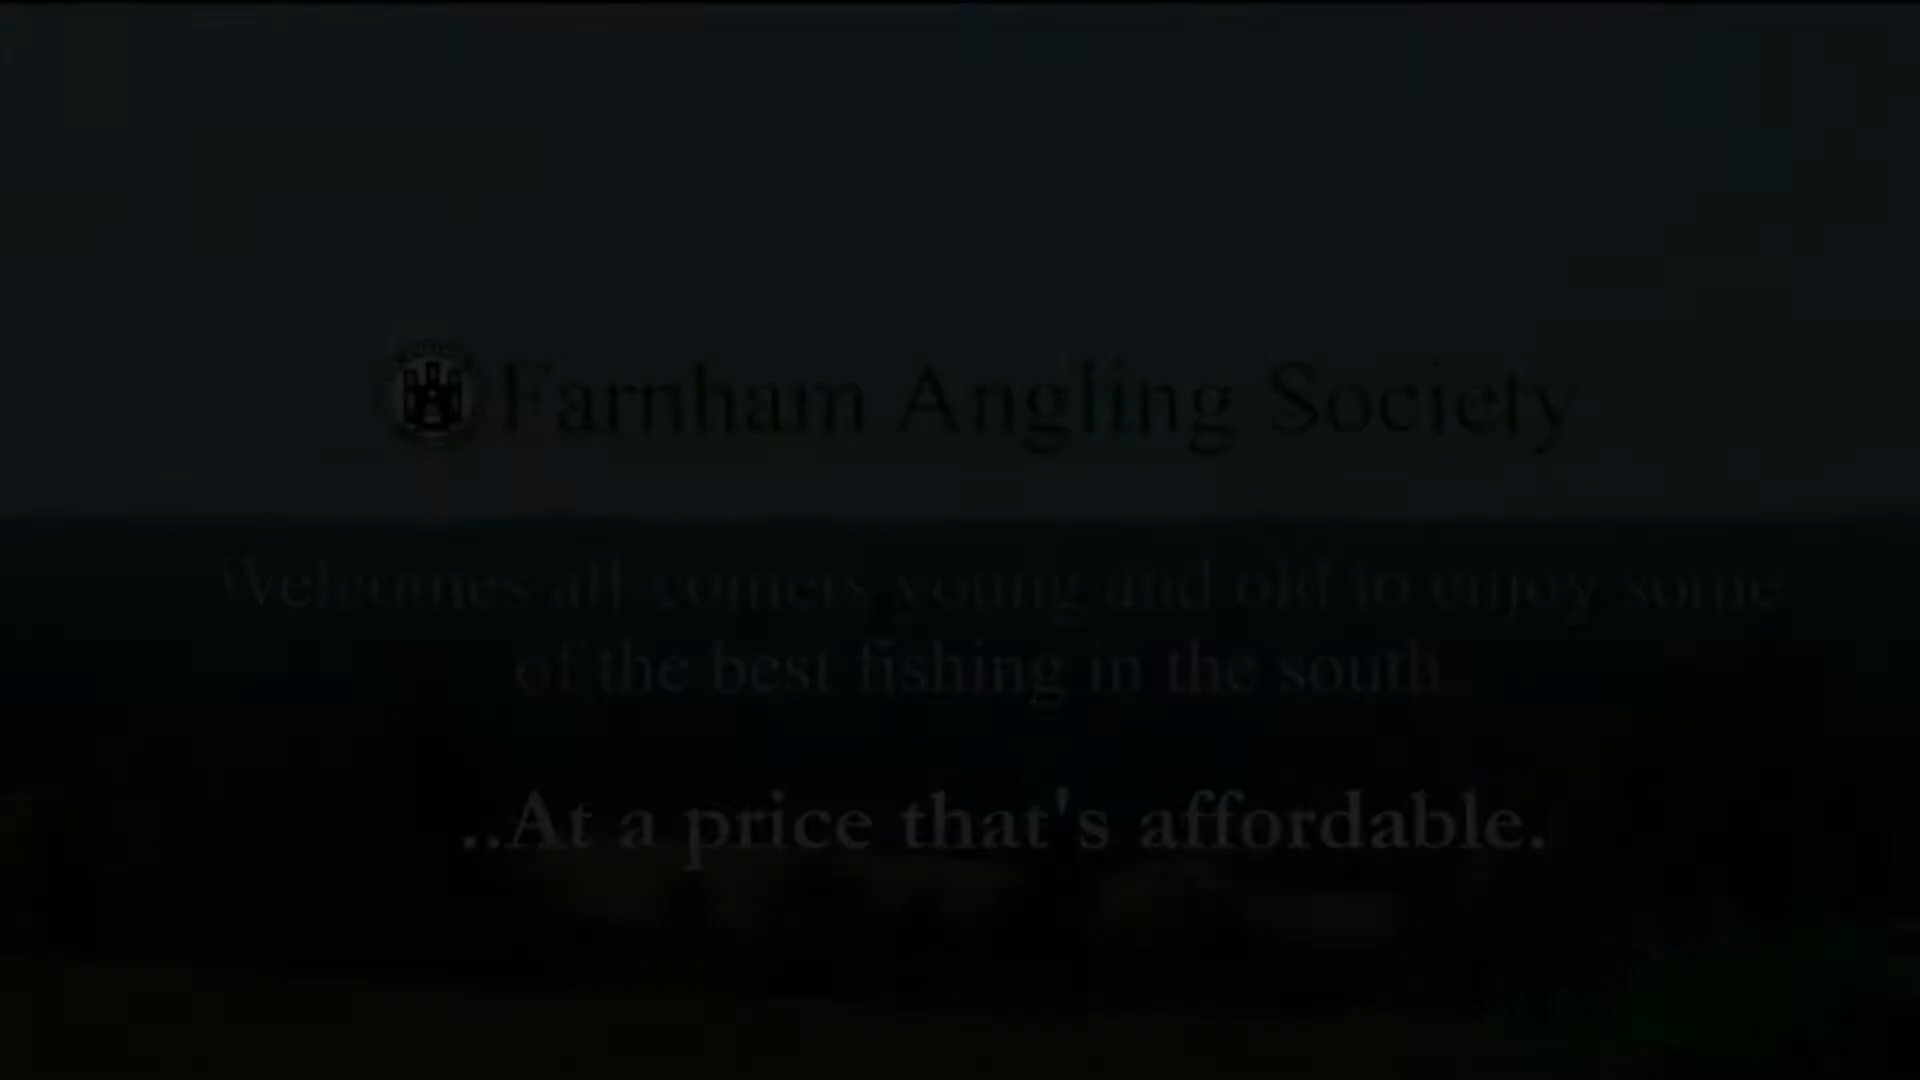 Farnham Angling Society
Welcomes all comers young and old to enjoy some
of the best fishing in the south
..At a price that's affordable.